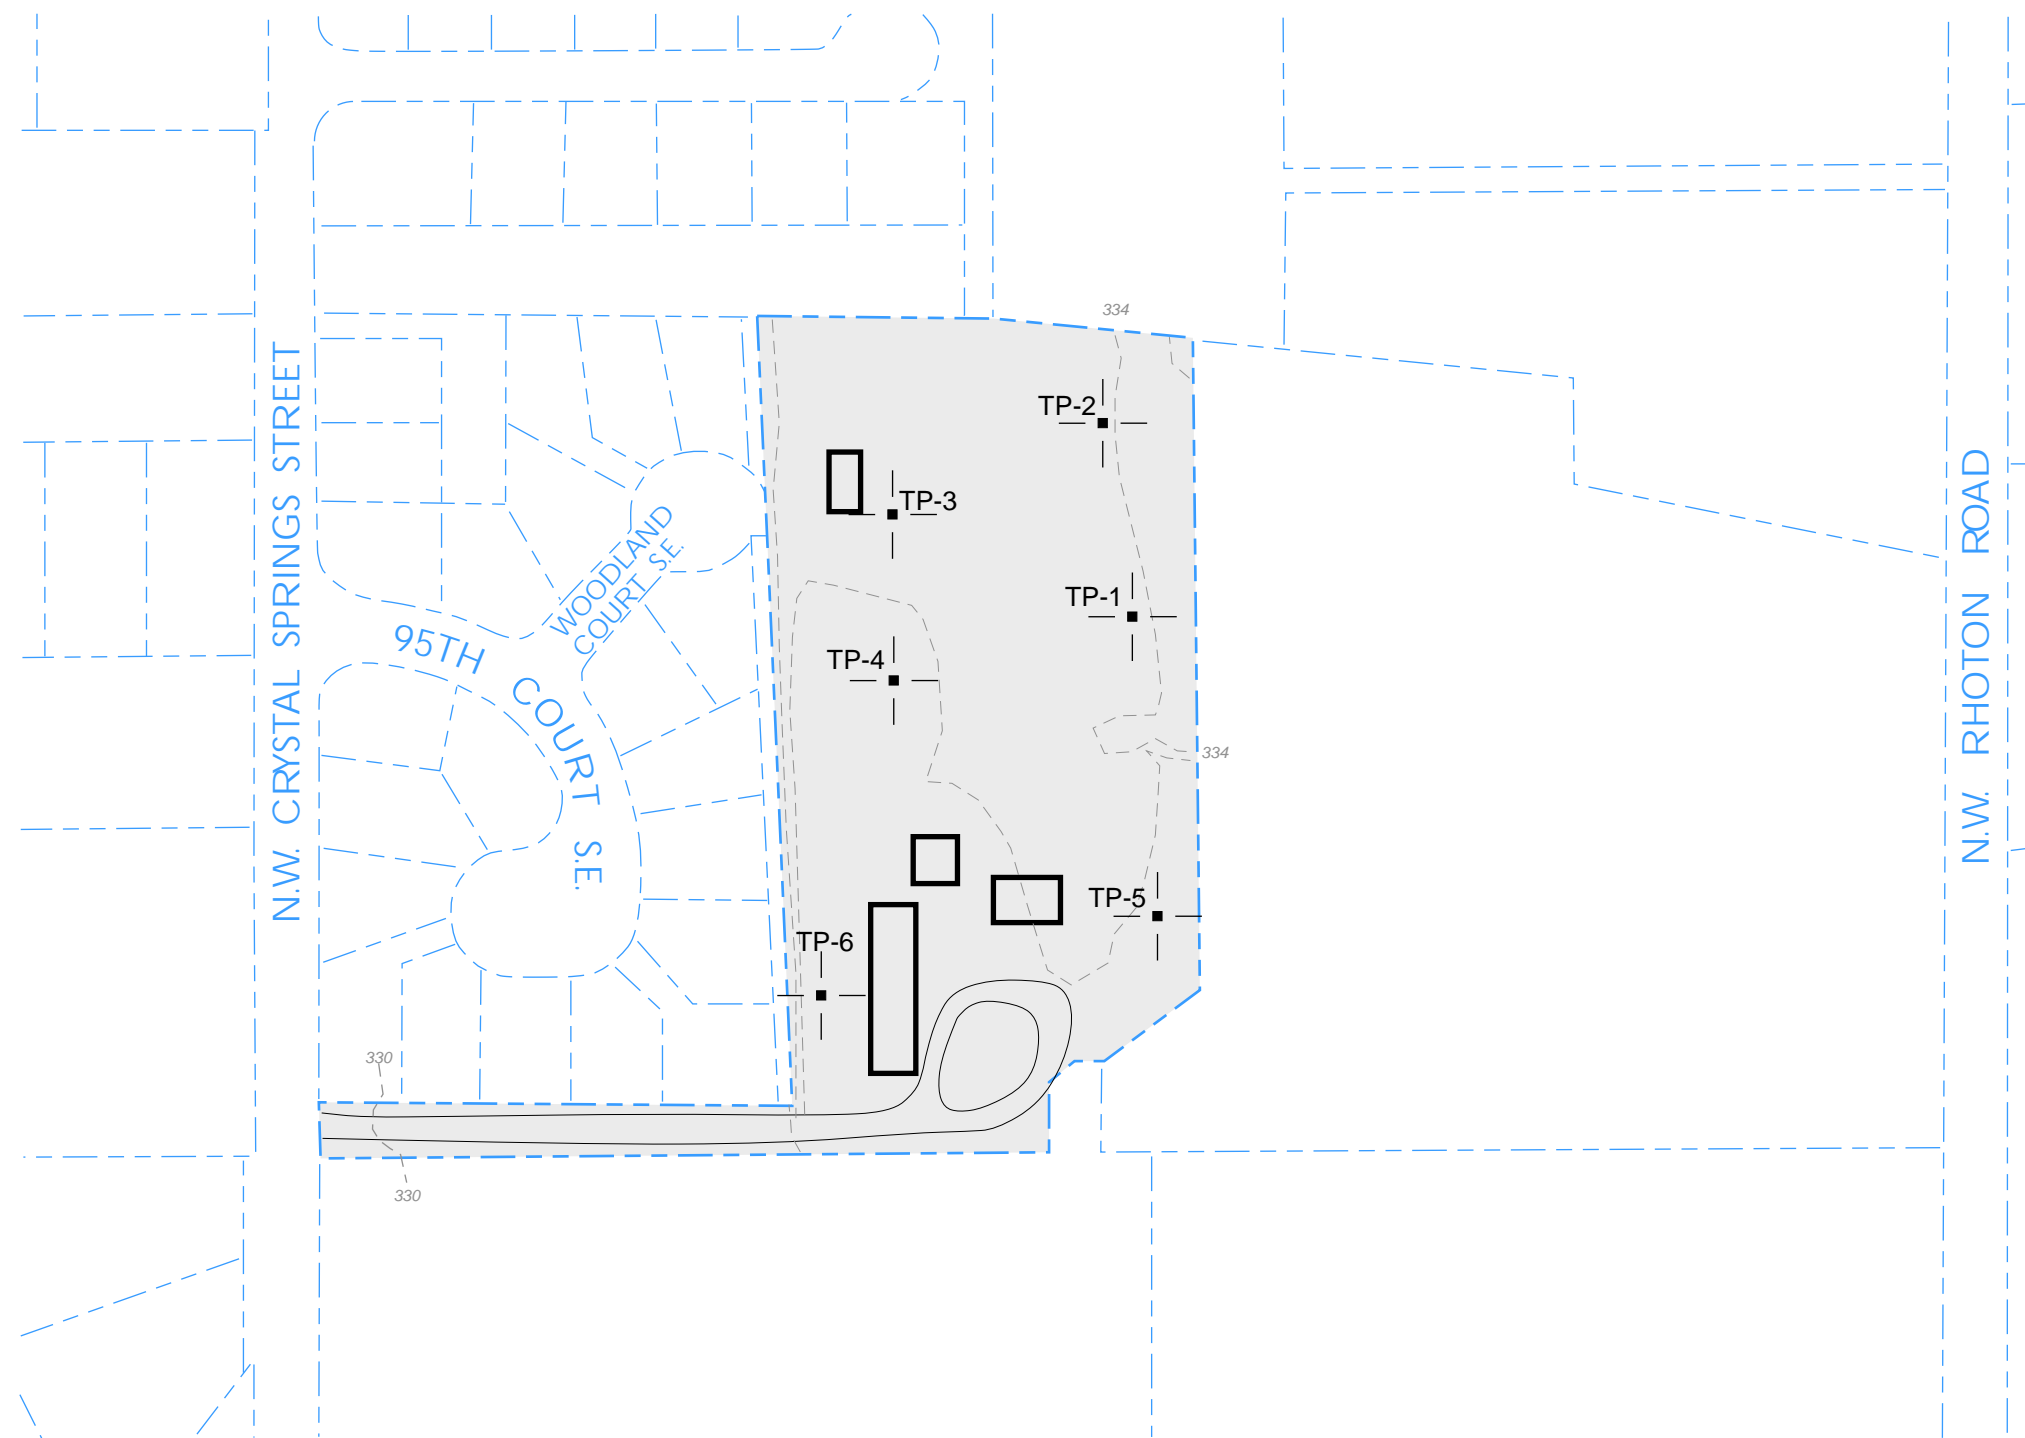 334
TP-2
TP-3
TP-1
TP-4
334
TP-5
TP-6
330
330
N.W. CRYSTAL SPRINGS STREET
WOODLAND
COURT S.E.
95TH COURT S.E.
N.W. RHOTON ROAD